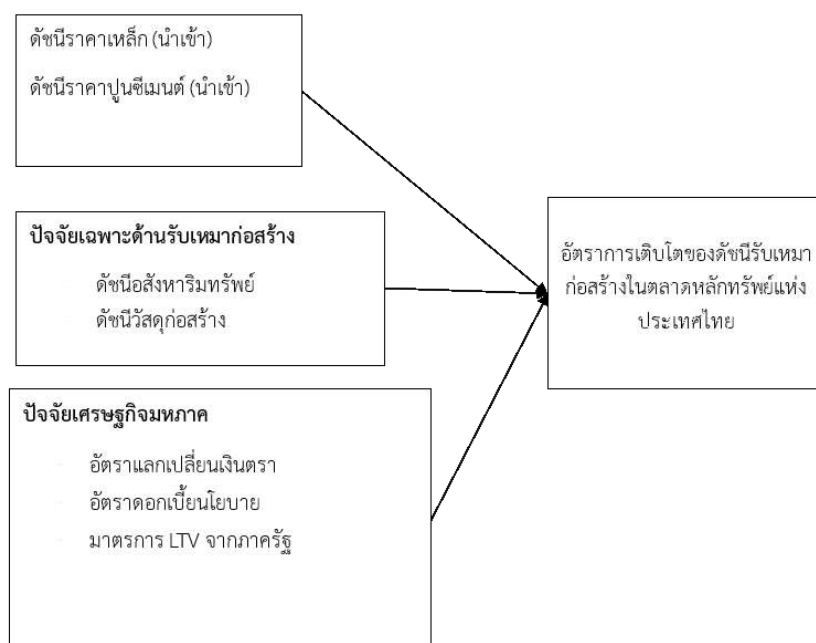 ดัชนีราคาเหล็ก (นำเข้า)
ดัชนีราคาปูนซีเมนต์ (นำเข้า)
ปัจจัยเฉพาะด้านรับเหมาก่อสร้าง
ดัชนีอสังหาริมทรัพย์
ดัชนีวัสดุก่อสร้าง
ปัจจัยเศรษฐกิจมหภาค
- อัตราแลกเปลี่ยนเงินตรา
- อัตราดอกเบี้ยนโยบาย
- มาตรการ LTV จากภาครัฐ
อัตราการเติบโตของดัชนีรับเหมา
ก่อสร้างในตลาดหลักทรัพย์แห่ง
ประเทศไทย